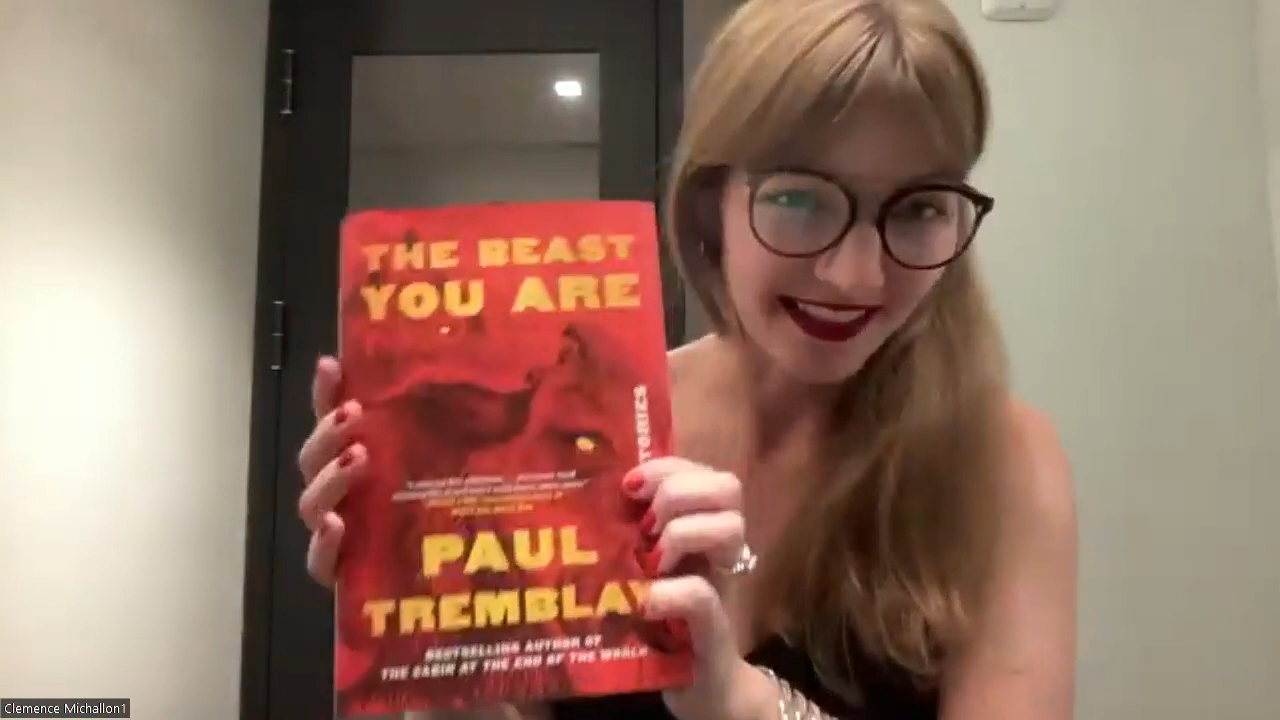 THE BEAST
YOU ARE
STORIES
PAUL
TREMBLAY
BESTSELLING AUTHOR OF
THE CABIN AT THE END OF THE WORLD
Clemence Michallon1